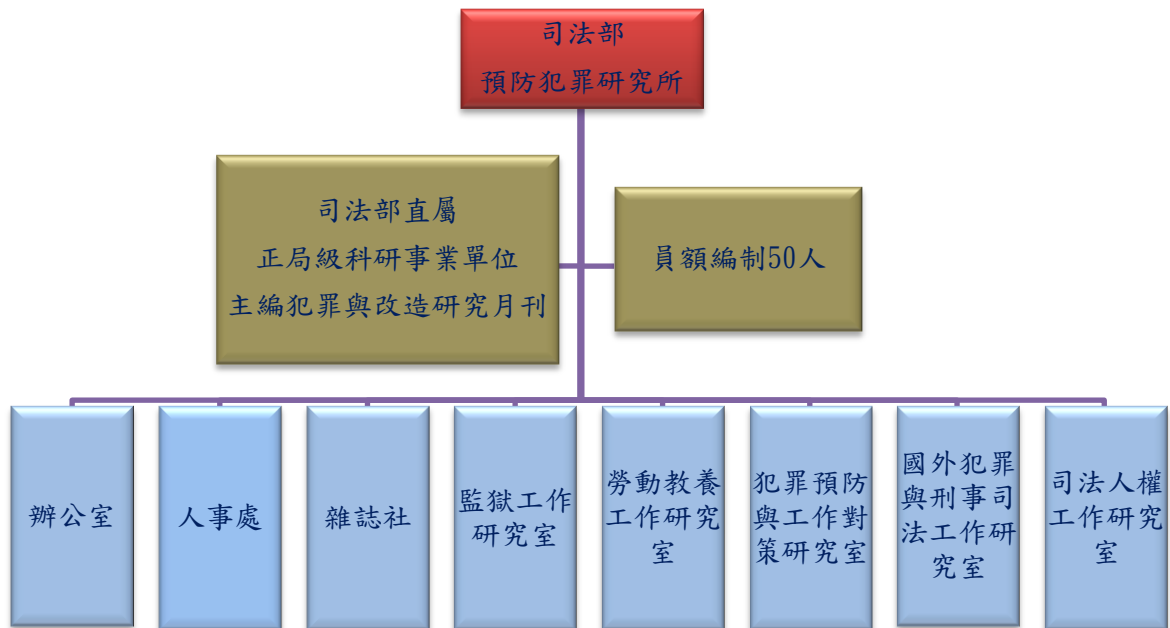 司法部
預防犯罪研究所
司法部直屬
正局級科研事業單位
主編犯罪與改造研究月刊
員額編制50人
辦公室
人事處
雜誌社
監獄工作
研究室
勞動教養
工作研究
室
犯罪預防
與工作對
策研究室
國外犯罪
與刑事司
法工作研
究室
司法人權
工作研究
室